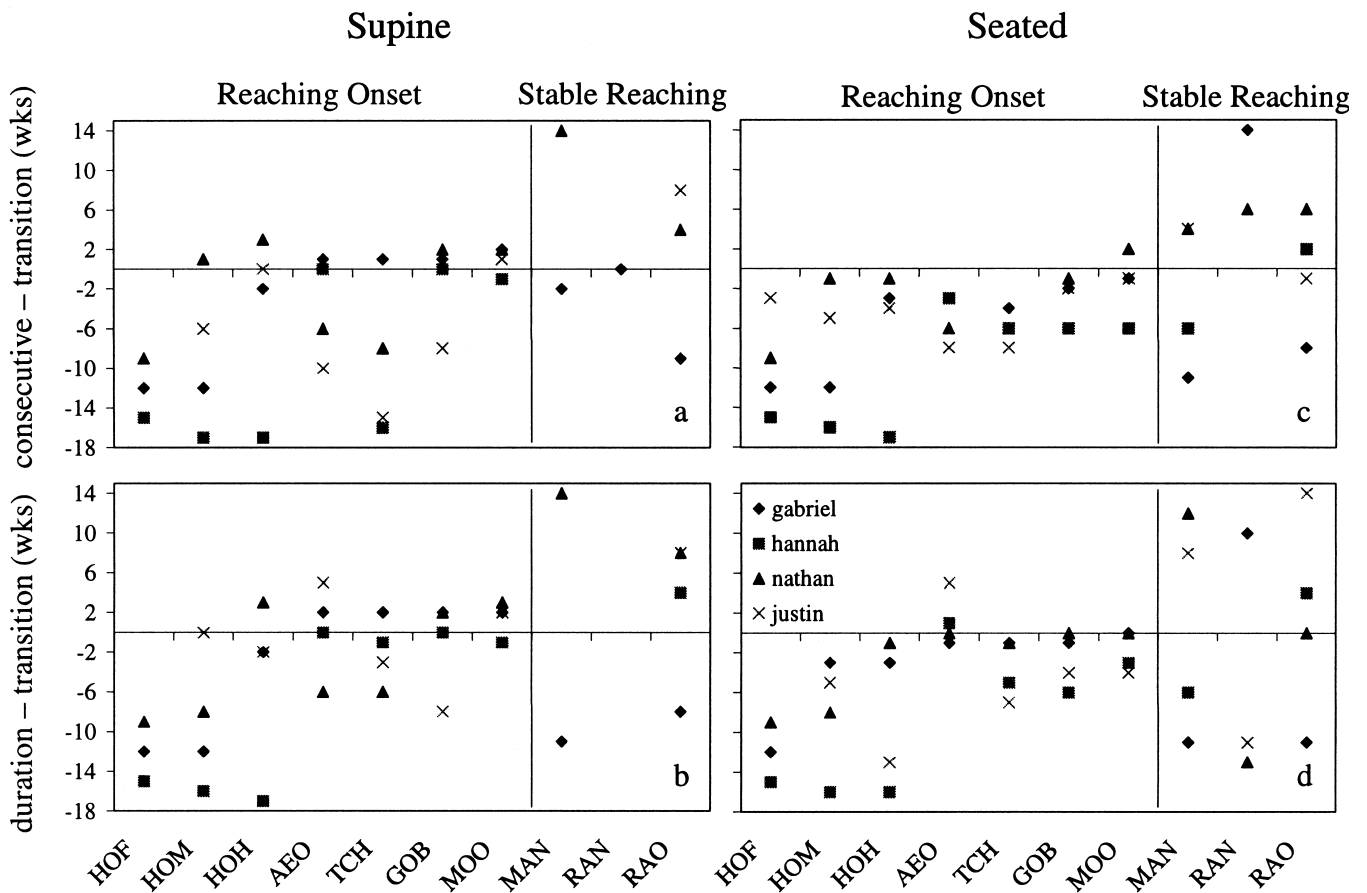 Supine
Seated
Reaching Onset
Stable Reaching
Reaching Onset
Stable Reaching
consecutive – transition (wks)
14
10
6
2
-2
-6
-10
-14
-18
a
c
duration – transition (wks)
14
10
6
2
-2
-6
-10
-14
-18
b
gabriel
hannah
nathan
justin
d
HOF
HOM
HOH
AEO
TCH
GOB
MOO
MAN
RAN
RAO
HOF
HOM
HOH
AEO
TCH
GOB
MOO
MAN
RAN
RAO